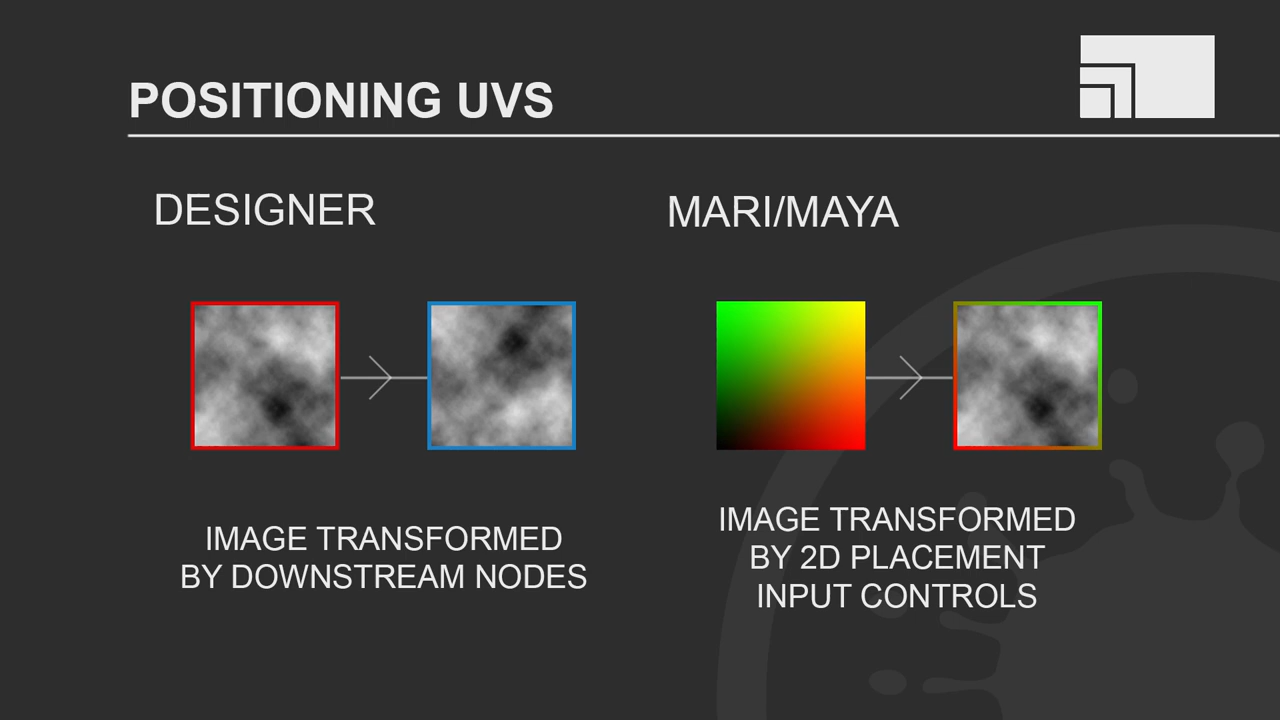 POSITIONING UVS
DESIGNER
MARI/MAYA
IMAGE TRANSFORMED
BY DOWNSTREAM NODES
IMAGE TRANSFORMED
BY 2D PLACEMENT
INPUT CONTROLS